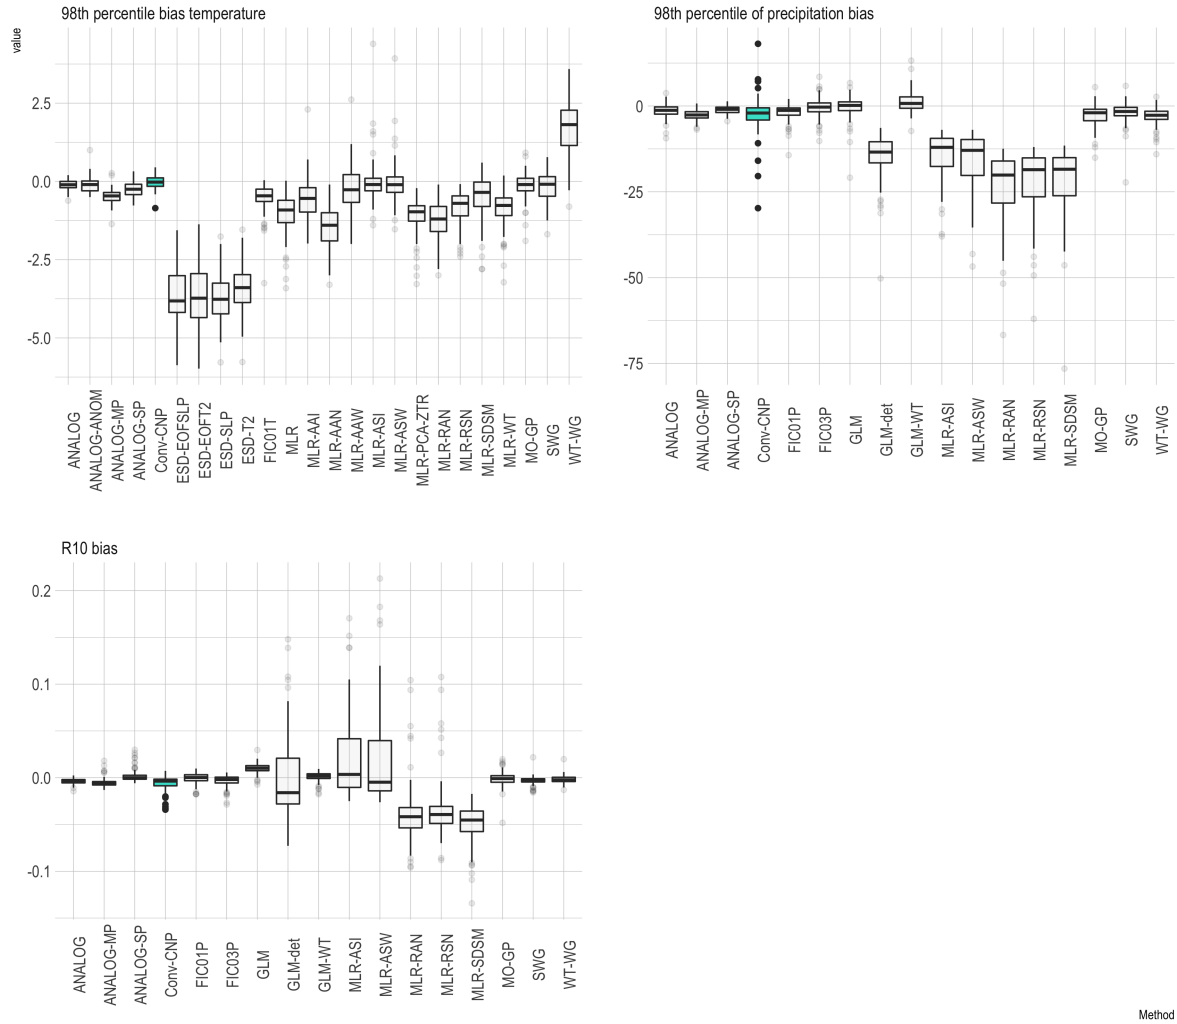 98th percentile bias temperature
value
2.5
0.0
-2.5
-5.0
ANALOG
ANALOG-ANOM
ANALOG-MP
ANALOG-SP
Conv-CNP
ESD-EOFSLP
ESD-EOFT2
ESD-SLP
ESD-T2
FIC01T
MLR
MLR-AAI
MLR-AAN
MLR-AAW
MLR-ASI
MLR-ASW
MLR-PCA-ZTR
MLR-RAN
MLR-RSN
MLR-SDSM
MLR-WT
MO-GP
SWG
WT-WG
98th percentile of precipitation bias
0
-25
-50
-75
ANALOG
ANALOG-MP
ANALOG-SP
Conv-CNP
FIC01P
FIC03P
GLM
GLM-det
GLM-WT
MLR-ASI
MLR-ASW
MLR-RAN
MLR-RSN
MLR-SDSM
MO-GP
SWG
WT-WG
R10 bias
0.2
0.1
0.0
-0.1
ANALOG
ANALOG-MP
ANALOG-SP
Conv-CNP
FIC01P
FIC03P
GLM
GLM-det
GLM-WT
MLR-ASI
MLR-ASW
MLR-RAN
MLR-RSN
MLR-SDSM
MO-GP
SWG
WT-WG
Method